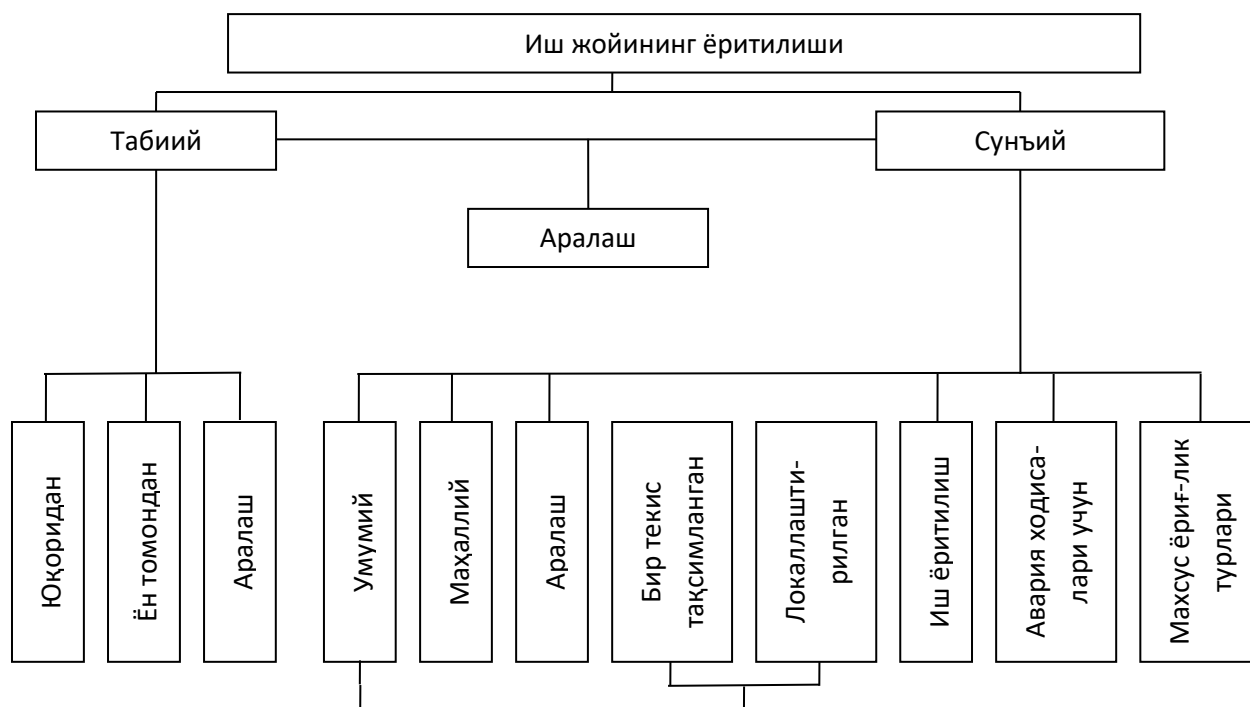 Иш жойининг ёритилиши
Табиий
Сунъий
Аралаш
Юқоридан
Ён томондан
Аралаш
Умумий
Маҳаллий
Аралаш
Бир текис
тақсимланган
Локаллашти-
рилган
Иш ёритилиш
Авария ходиса-
лари учун
Махсус ёриғ-лик
турлари